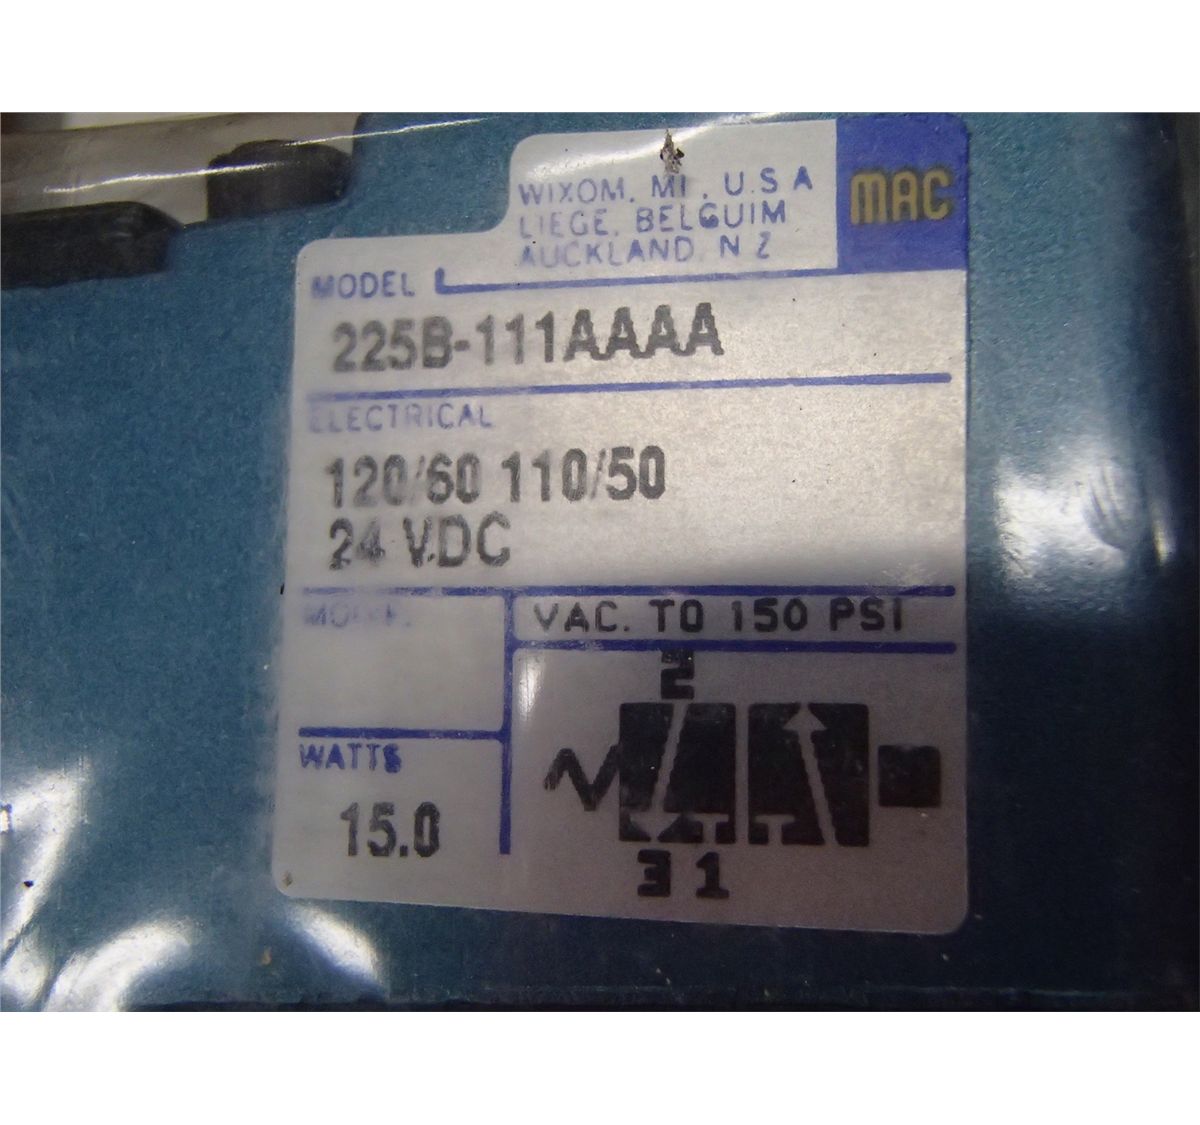 WIXOM, MI, U.S A
LIEGE, BELGUIM
AUCKLAND, N Z
MAC
MODEL
225B-111AAAA
ELECTRICAL
120/60 110/50
24 VDC
VAC. TO 150 PSI
2
WATTS
15.0
3 1